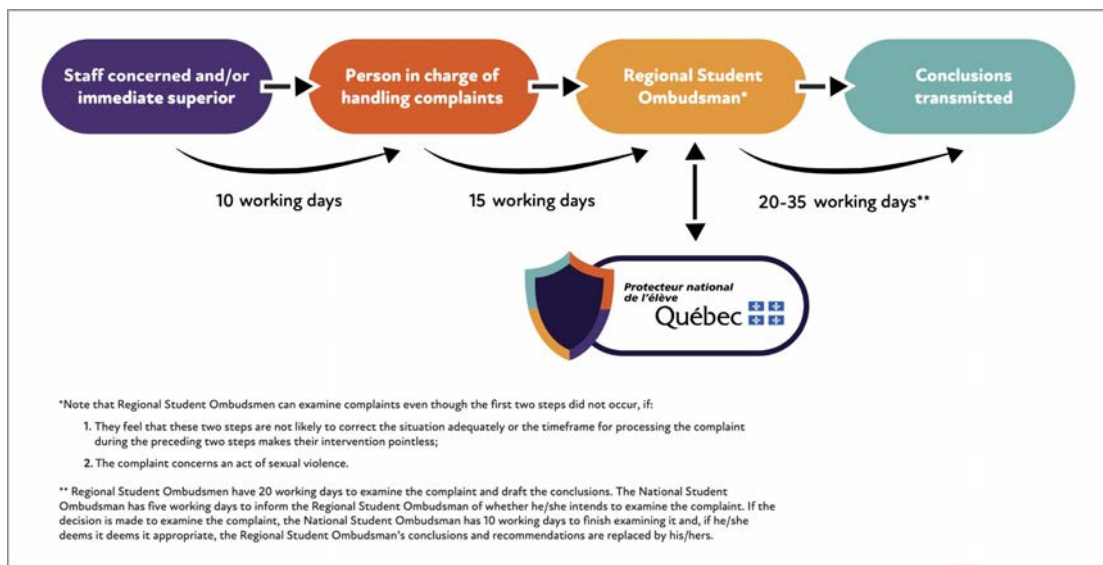 Staff concerned and/or
immediate superior
Person in charge of
handling complaints
Regional Student
Ombudsman*
Conclusions
transmitted
10 working days
15 working days
20-35 working days**
Protecteur national
de l'élève
Québec
*Note that Regional Student Ombudsmen can examine complaints even though the first two steps did not occur, if:
1. They feel that these two steps are not likely to correct the situation adequately or the timeframe for processing the complaint
during the preceding two steps makes their intervention pointless;
2. The complaint concerns an act of sexual violence.
** Regional Student Ombudsmen have 20 working days to examine the complaint and draft the conclusions. The National Student
Ombudsman has five working days to inform the Regional Student Ombudsman of whether he/she intends to examine the complaint. If the
decision is made to examine the complaint, the National Student Ombudsman has 10 working days to finish examining it and, if he/she
deems it deems it appropriate, the Regional Student Ombudsman's conclusions and recommendations are replaced by his/hers.